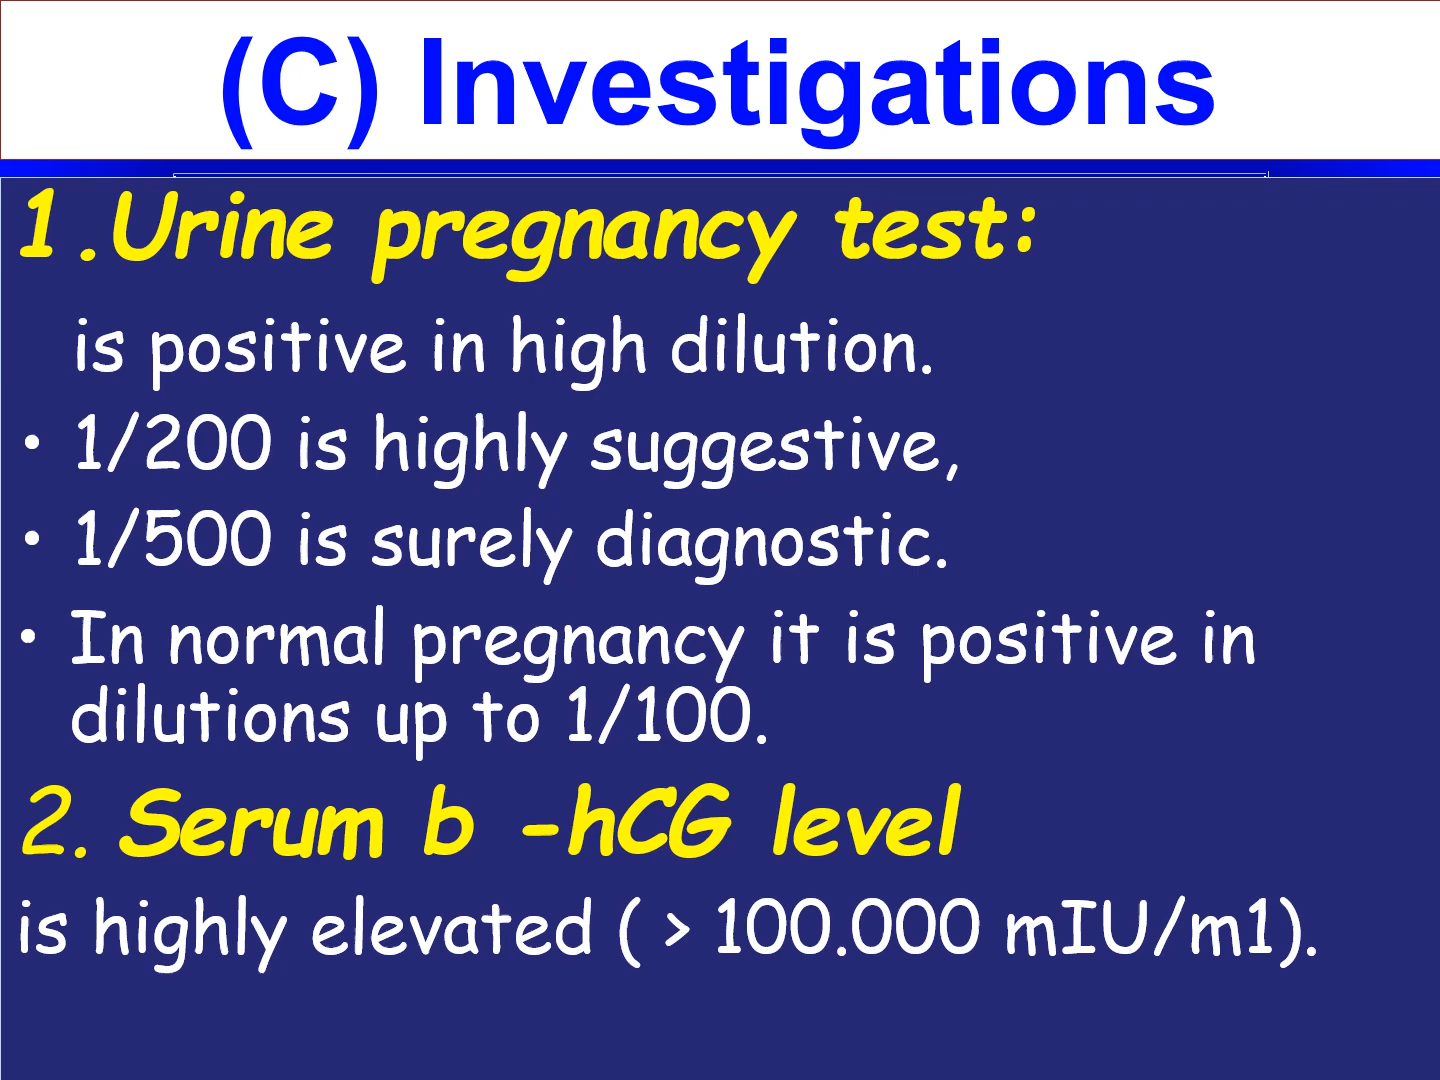 (C) Investigations
1.Urine pregnancy test:
is positive in high dilution.
• 1/200 is highly suggestive,
• 1/500 is surely diagnostic.
• In normal pregnancy it is positive in
dilutions up to 1/100.
2. Serum b -hCG level
is highly elevated ( > 100.000 mIU/m1).